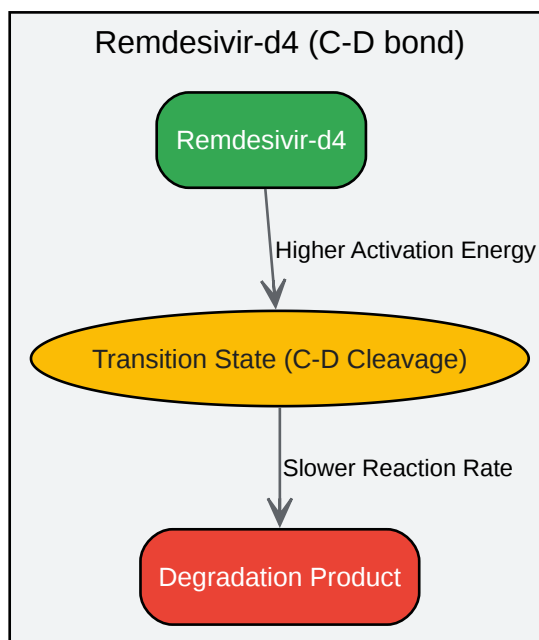 Remdesivir-d4 (C-D bond)
Remdesivir-d4
Higher Activation Energy
Transition State (C-D Cleavage)
Slower Reaction Rate
Degradation Product